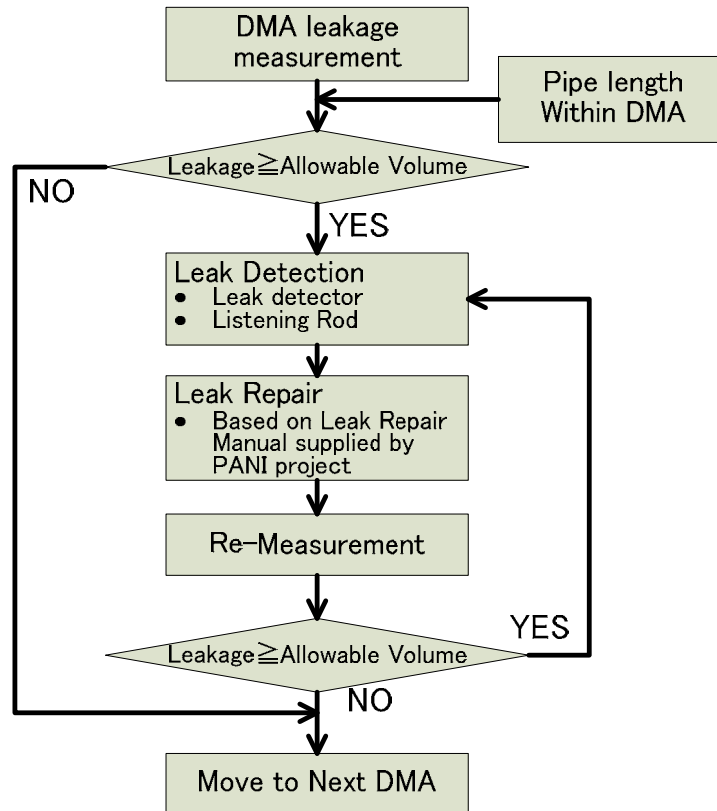 DMA leakage
measurement
Pipe length
Within DMA
Leakage≧Allowable Volume
NO
YES
Leak Detection
● Leak detector
● Listening Rod
Leak Repair
● Based on Leak Repair
Manual supplied by
PANI project
Re-Measurement
Leakage≧Allowable Volume
YES
NO
Move to Next DMA